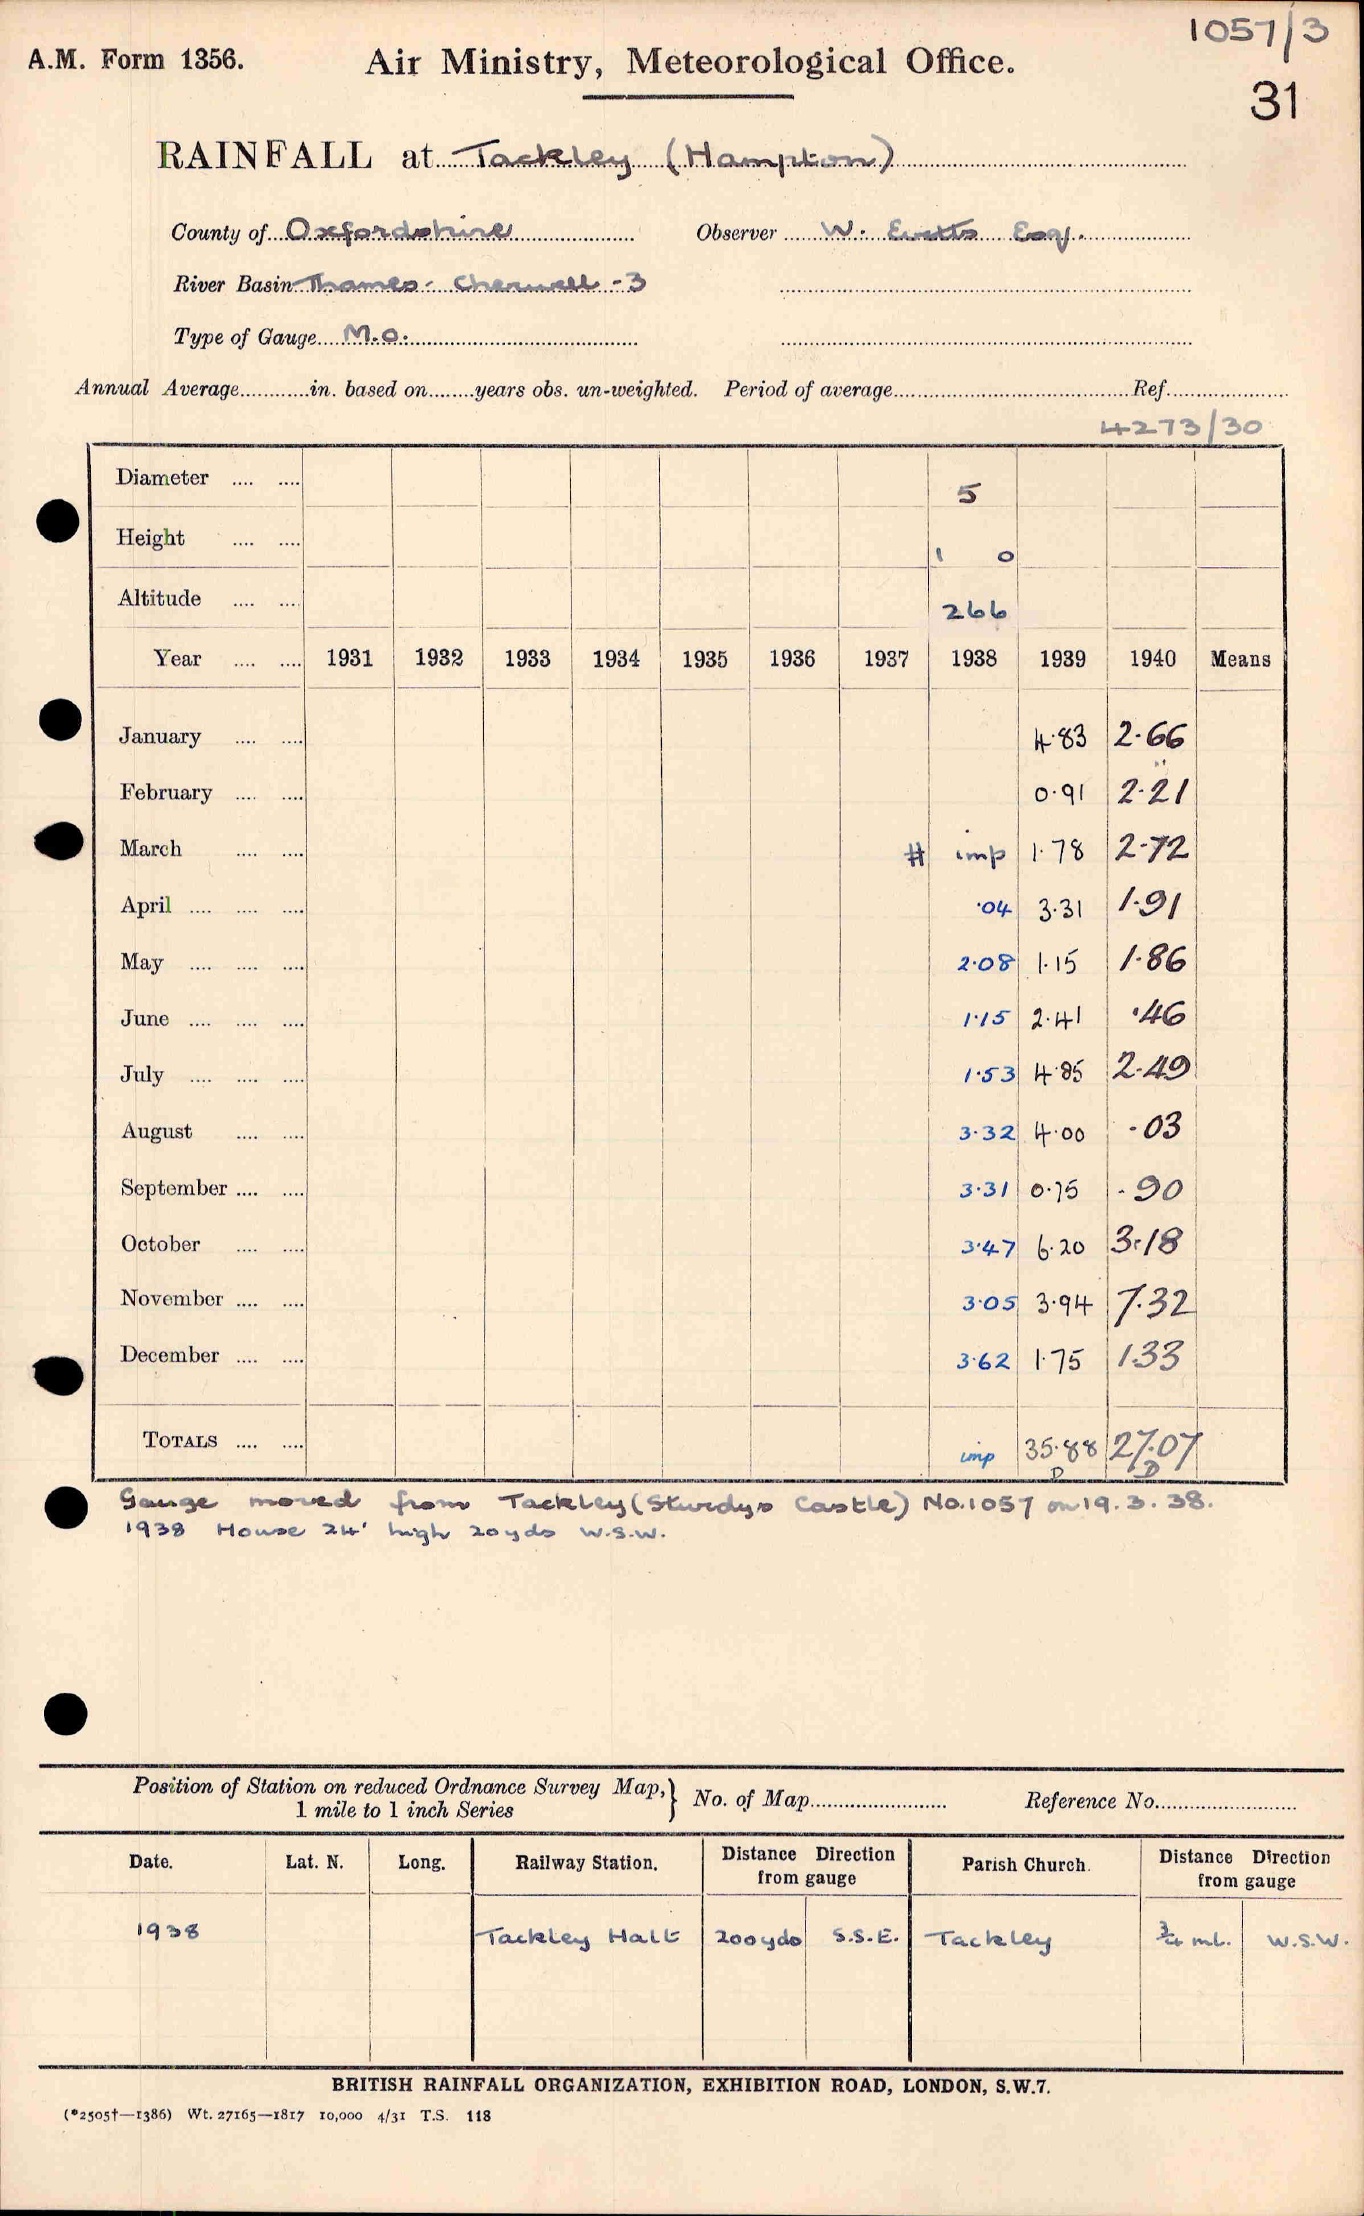 1057/3
A.M. Form 1356. Air Ministry, Meteorological Office.
31
RAINFALL at Tackley (Hampton)
County of Oxfordshire Observer W. Evetts Esq.
River Basin Thames - Cherwell - 3
Type of Gauge M.O.
Annual Average in. based on years obs. un-weighted. Period of average Ref.
4273/30
Diameter 5
Height 1 0
Altitude 266
Year 1931 1932 1933 1934 1935 1936 1937 1938 1939 1940 Means
January 4.83 2.66
February 0.91 2.21
March # imp 1.78 2.72
April .04 3.31 1.91
May 2.08 1.15 1.86
June 1.15 2.41 .46
July 1.53 4.85 2.49
August 3.32 4.00 .03
September 3.31 0.75 .90
October 3.47 6.20 3.18
November 3.05 3.94 7.32
December 3.62 1.75 1.33
TOTALS imp 35.88 27.07
D D
Gauge moved from Tackley (Sturdys Castle) No. 1057 on 19.3.38.
1938 House 24' high 20yds W.S.W.
Position of Station on reduced Ordnance Survey Map, } No. of Map Reference No.
1 mile to 1 inch Series
Date. Lat. N. Long. Railway Station. Distance Direction from gauge Parish Church. Distance Direction from gauge
1938 Tackley Halt 200yds S.S.E. Tackley 3/4 ml. W.S.W.
BRITISH RAINFALL ORGANIZATION, EXHIBITION ROAD, LONDON, S.W.7.
(*2505†—1386) Wt. 27165—1817 10,000 4/31 T.S. 118